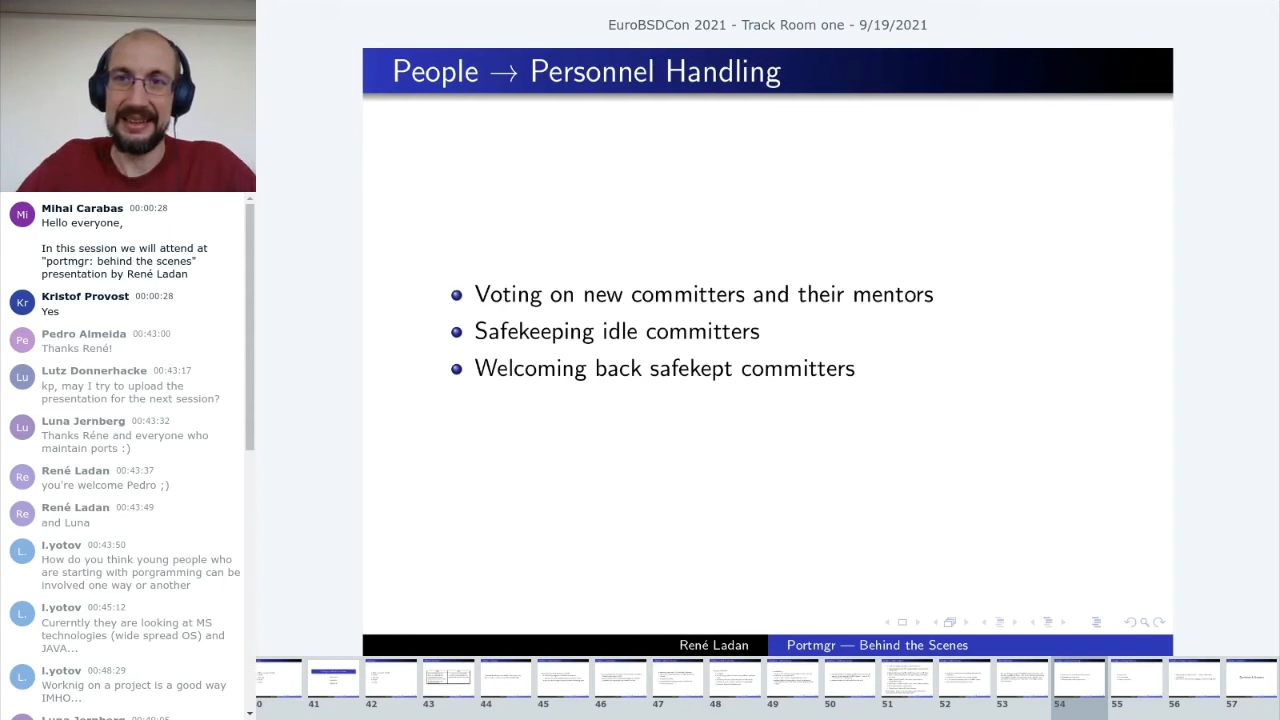 EuroBSDCon 2021 - Track Room one - 9/19/2021
People → Personnel Handling
Voting on new committers and their mentors
Safekeeping idle committers
Welcoming back safekept committers
René Ladan
Portmgr — Behind the Scenes
Mi
Mihai Carabas 00:00:28
Hello everyone,
In this session we will attend at
"portmgr: behind the scenes"
presentation by René Ladan
Kr
Kristof Provost 00:00:28
Yes
Pe
Pedro Almeida 00:43:00
Thanks René!
Lu
Lutz Donnerhacke 00:43:17
kp, may I try to upload the
presentation for the next session?
Lu
Luna Jernberg 00:43:32
Thanks Réne and everyone who
maintain ports :)
Re
René Ladan 00:43:37
you're welcome Pedro ;)
Re
René Ladan 00:43:49
and Luna
L.
I.yotov 00:43:50
How do you think young people who
are starting with porgramming can be
involved one way or another
L.
I.yotov 00:45:12
Curerntly they are looking at MS
technologies (wide spread OS) and
JAVA...
L.
I.yotov 00:48:29
Worknig on a project is a good way
IMHO...
41 42 43 44 45 46 47 48 49 50 51 52 53 54 55 56 57